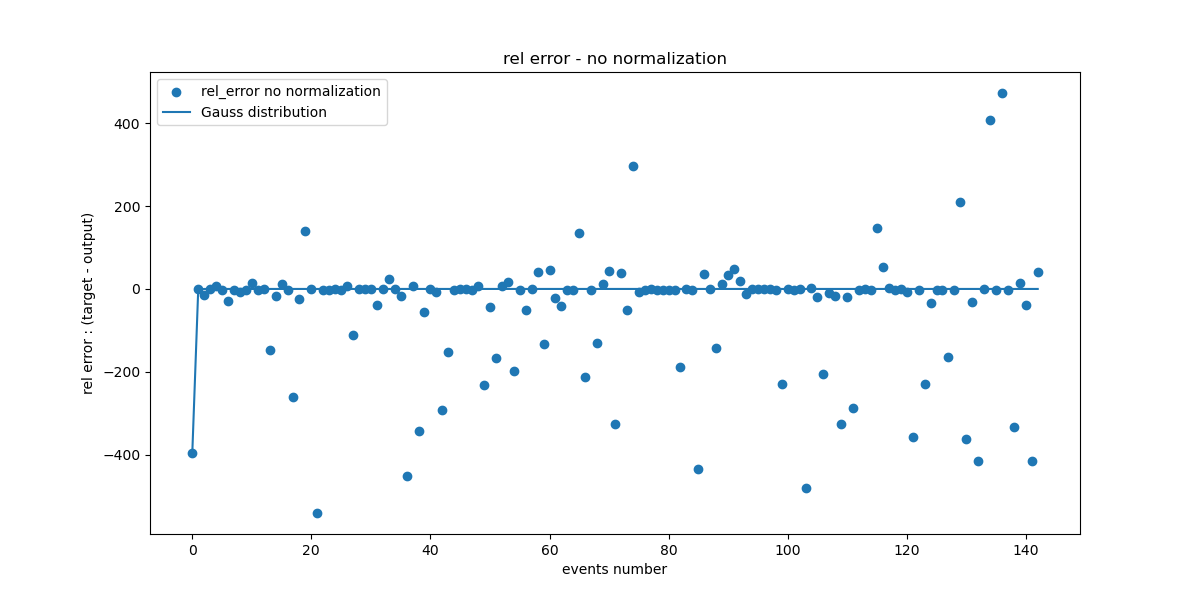 rel error - no normalization
rel_error no normalization
Gauss distribution
rel error : (target - output)
400
200
0
−200
−400
0 20 40 60 80 100 120 140
events number